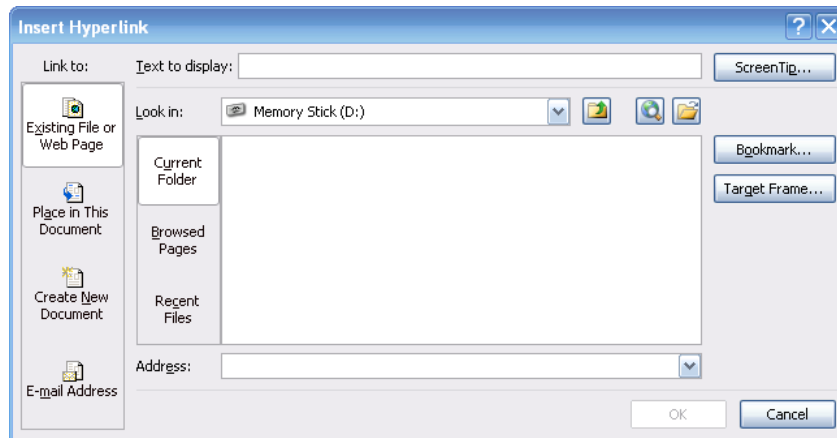 Insert Hyperlink
Link to:
Text to display:
ScreenTip...
Existing File or
Web Page
Look in:
Memory Stick (D:)
Current
Folder
Bookmark...
Target Frame...
Place in This
Document
Browsed
Pages
Create New
Document
Recent
Files
Address:
E-mail Address
OK
Cancel